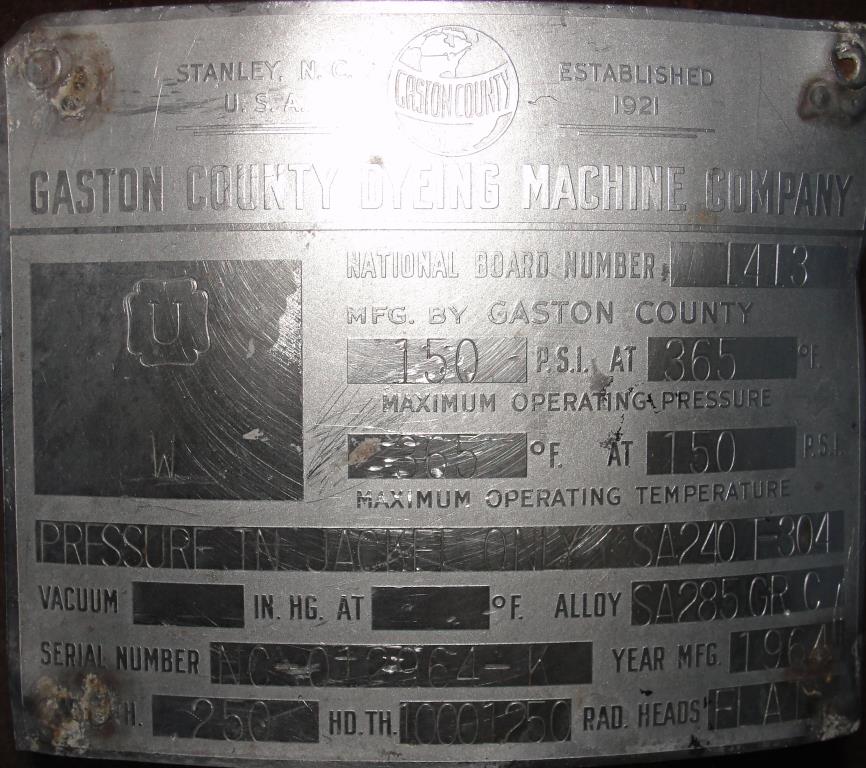 STANLEY, N. C.
U. S. A.
GASTON COUNTY
ESTABLISHED
1921
GASTON COUNTY DYEING MACHINE COMPANY
U
W
NATIONAL BOARD NUMBER 1413
MFG. BY GASTON COUNTY
150 P.S.I. AT 365 °F.
MAXIMUM OPERATING PRESSURE
365 °F. AT 150 P.S.I.
MAXIMUM OPERATING TEMPERATURE
PRESSURE IN JACKET ONLY SA240 T-304
VACUUM IN. HG. AT °F. ALLOY SA285 GR C
SERIAL NUMBER YEAR MFG. 1964
250 HD. TH. RAD. HEADS FLAT